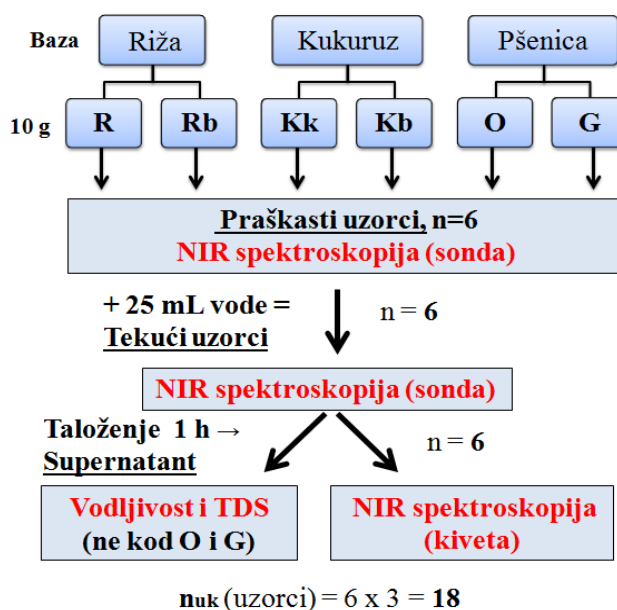 Baza Riža Kukuruz Pšenica
10 g R Rb Kk Kb O G
Praškasti uzorci, n=6
NIR spektroskopija (sonda)
+ 25 mL vode =
Tekući uzorci
n = 6
NIR spektroskopija (sonda)
Taloženje 1 h →
Supernatant
n = 6
Vodljivost i TDS
(ne kod O i G)
NIR spektroskopija
(kiveta)
nuk (uzorci) = 6 x 3 = 18